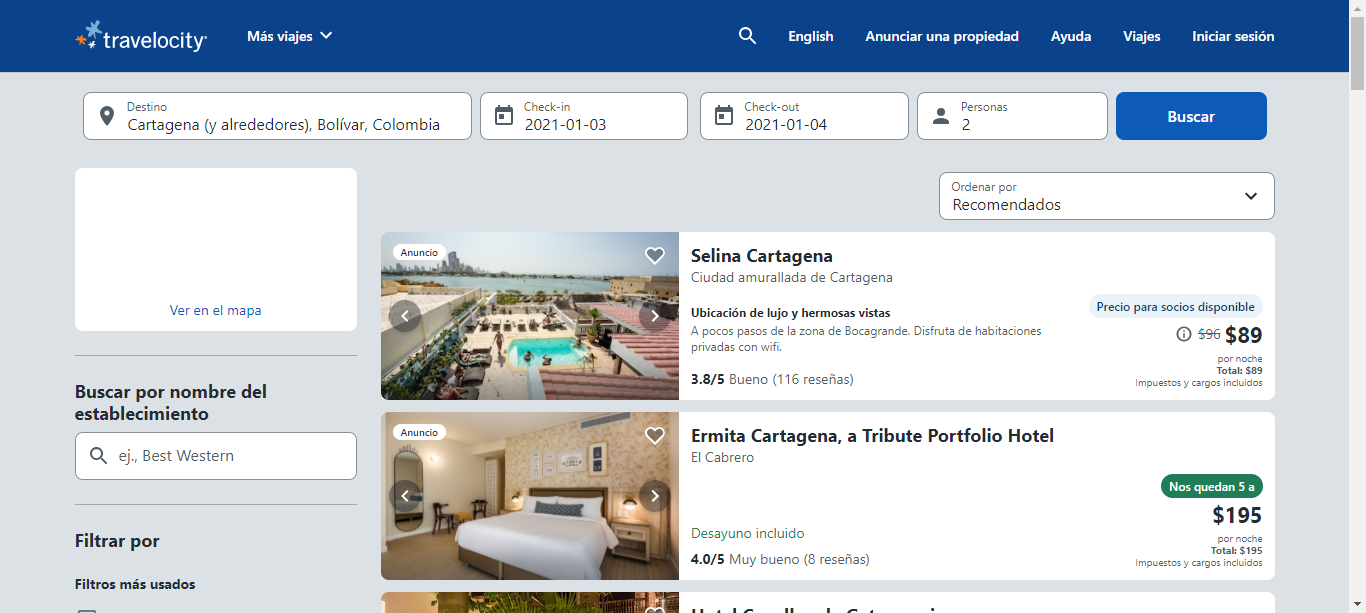 travelocity
Más viajes
English
Anunciar una propiedad
Ayuda
Viajes
Iniciar sesión
Destino
Cartagena (y alrededores), Bolívar, Colombia
Check-in
2021-01-03
Check-out
2021-01-04
Personas
2
Buscar
Ver en el mapa
Buscar por nombre del
establecimiento
ej., Best Western
Filtrar por
Filtros más usados
Ordenar por
Recomendados
Anuncio
Selina Cartagena
Ciudad amurallada de Cartagena
Ubicación de lujo y hermosas vistas
A pocos pasos de la zona de Bocagrande. Disfruta de habitaciones
privadas con wifi.
3.8/5 Bueno (116 reseñas)
Precio para socios disponible
$96 $89
por noche
Total: $89
Impuestos y cargos incluidos
Anuncio
Ermita Cartagena, a Tribute Portfolio Hotel
El Cabrero
Desayuno incluido
4.0/5 Muy bueno (8 reseñas)
Nos quedan 5 a
$195
por noche
Total: $195
Impuestos y cargos incluidos